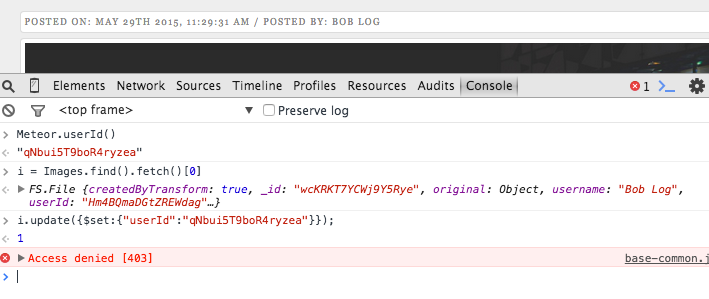 POSTED ON: MAY 29TH 2015, 11:29:31 AM / POSTED BY: BOB LOG
Elements Network Sources Timeline Profiles Resources Audits Console 1
<top frame> Preserve log
Meteor.userId()
"qNbui5T9boR4ryzea"
i = Images.find().fetch()[0]
FS.File {createdByTransform: true, _id: "wcKRKT7YCWj9Y5Rye", original: Object, username: "Bob Log",
userId: "Hm4BQmaDGtZREWdag"…}
i.update({$set:{"userId":"qNbui5T9boR4ryzea"}});
1
Access denied [403] base-common.j